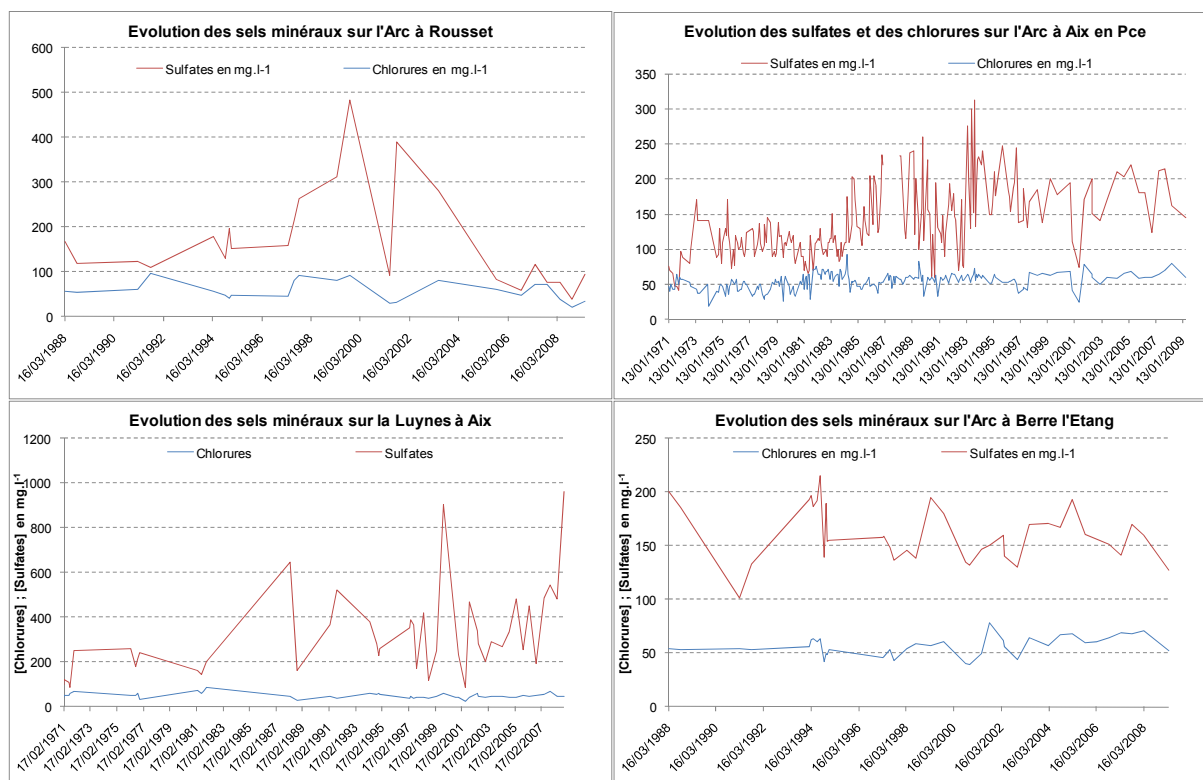 Evolution des sels minéraux sur l'Arc à Rousset
Sulfates en mg.l-1 Chlorures en mg.l-1
600
500
400
300
200
100
0
16/03/1988 16/03/1990 16/03/1992 16/03/1994 16/03/1996 16/03/1998 16/03/2000 16/03/2002 16/03/2004 16/03/2006 16/03/2008
Evolution des sulfates et des chlorures sur l'Arc à Aix en Pce
Sulfates en mg.l-1 Chlorures en mg.l-1
350
300
250
200
150
100
50
0
13/01/1971 13/01/1973 13/01/1975 13/01/1977 13/01/1979 13/01/1981 13/01/1983 13/01/1985 13/01/1987 13/01/1989 13/01/1991 13/01/1993 13/01/1995 13/01/1997 13/01/1999 13/01/2001 13/01/2003 13/01/2005 13/01/2007 13/01/2009
Evolution des sels minéraux sur la Luynes à Aix
Chlorures Sulfates
[Chlorures] ; [Sulfates] en mg.l-1
1200
1000
800
600
400
200
0
17/02/1971 17/02/1973 17/02/1975 17/02/1977 17/02/1979 17/02/1981 17/02/1983 17/02/1985 17/02/1987 17/02/1989 17/02/1991 17/02/1993 17/02/1995 17/02/1997 17/02/1999 17/02/2001 17/02/2003 17/02/2005 17/02/2007
Evolution des sels minéraux sur l'Arc à Berre l'Etang
Chlorures en mg.l-1 Sulfates en mg.l-1
[Chlorures] ; [Sulfates] en mg.l-1
250
200
150
100
50
0
16/03/1988 16/03/1990 16/03/1992 16/03/1994 16/03/1996 16/03/1998 16/03/2000 16/03/2002 16/03/2004 16/03/2006 16/03/2008